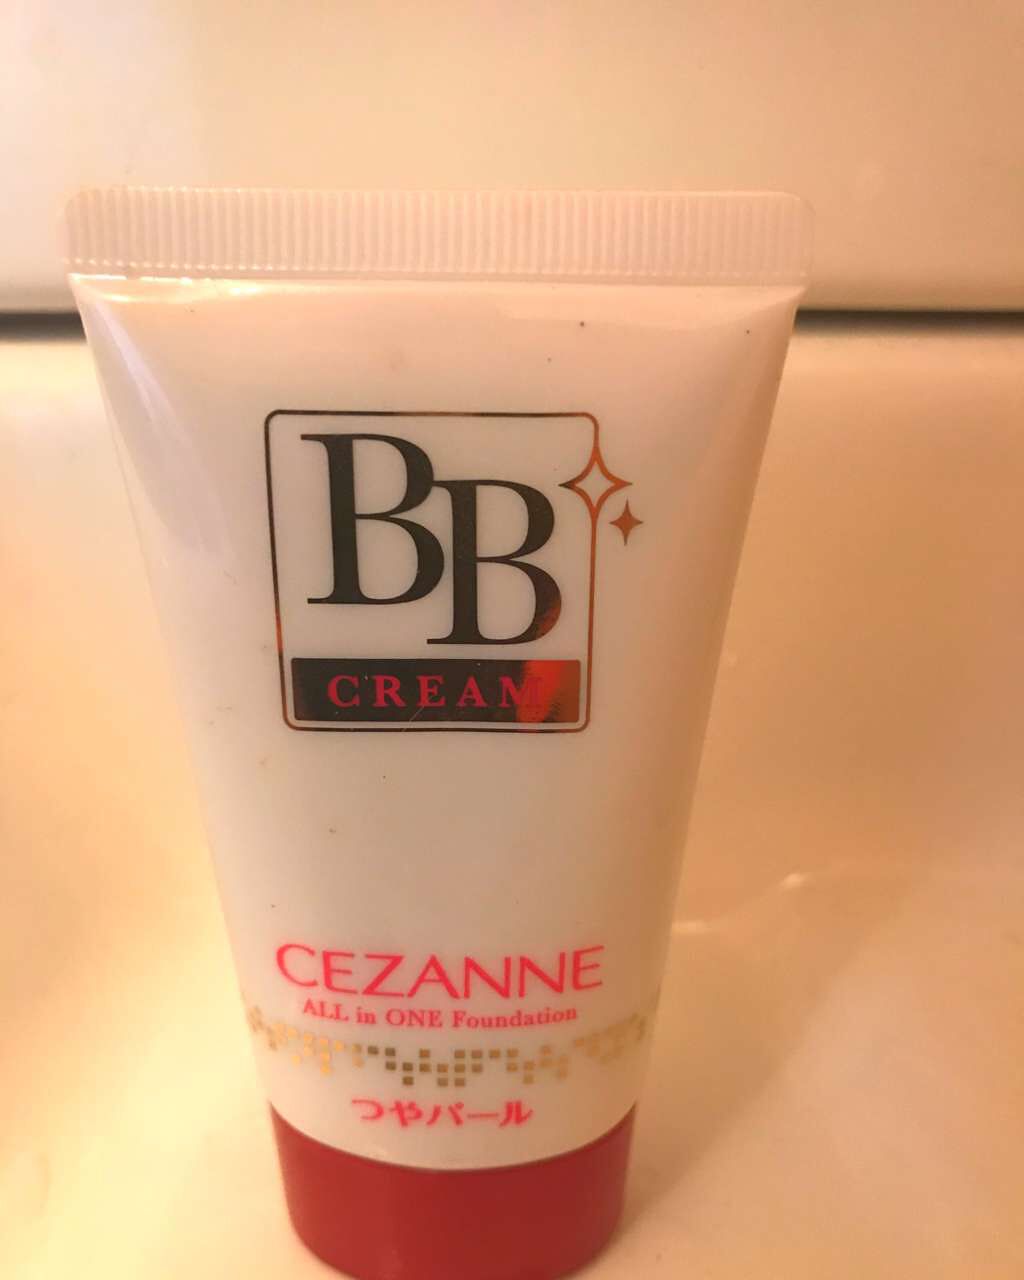 BB
CREAM
CEZANNE
ALL in ONE Foundation
つやパール